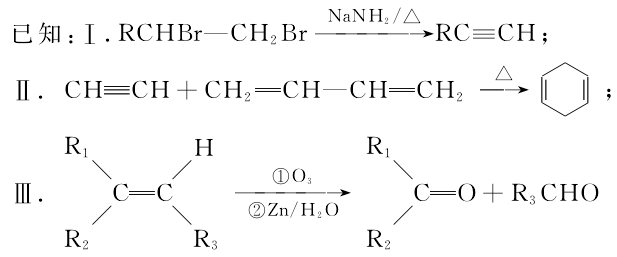 已知：Ⅰ．RCHBr—CH₂Br NaNH₂/△ RC≡CH；
Ⅱ．CH≡CH＋CH₂＝CH—CH＝CH₂ △ ；
R₁ H R₁
Ⅲ．C＝C ①O₃ ②Zn/H₂O C＝O＋R₃CHO
R₂ R₃ R₂